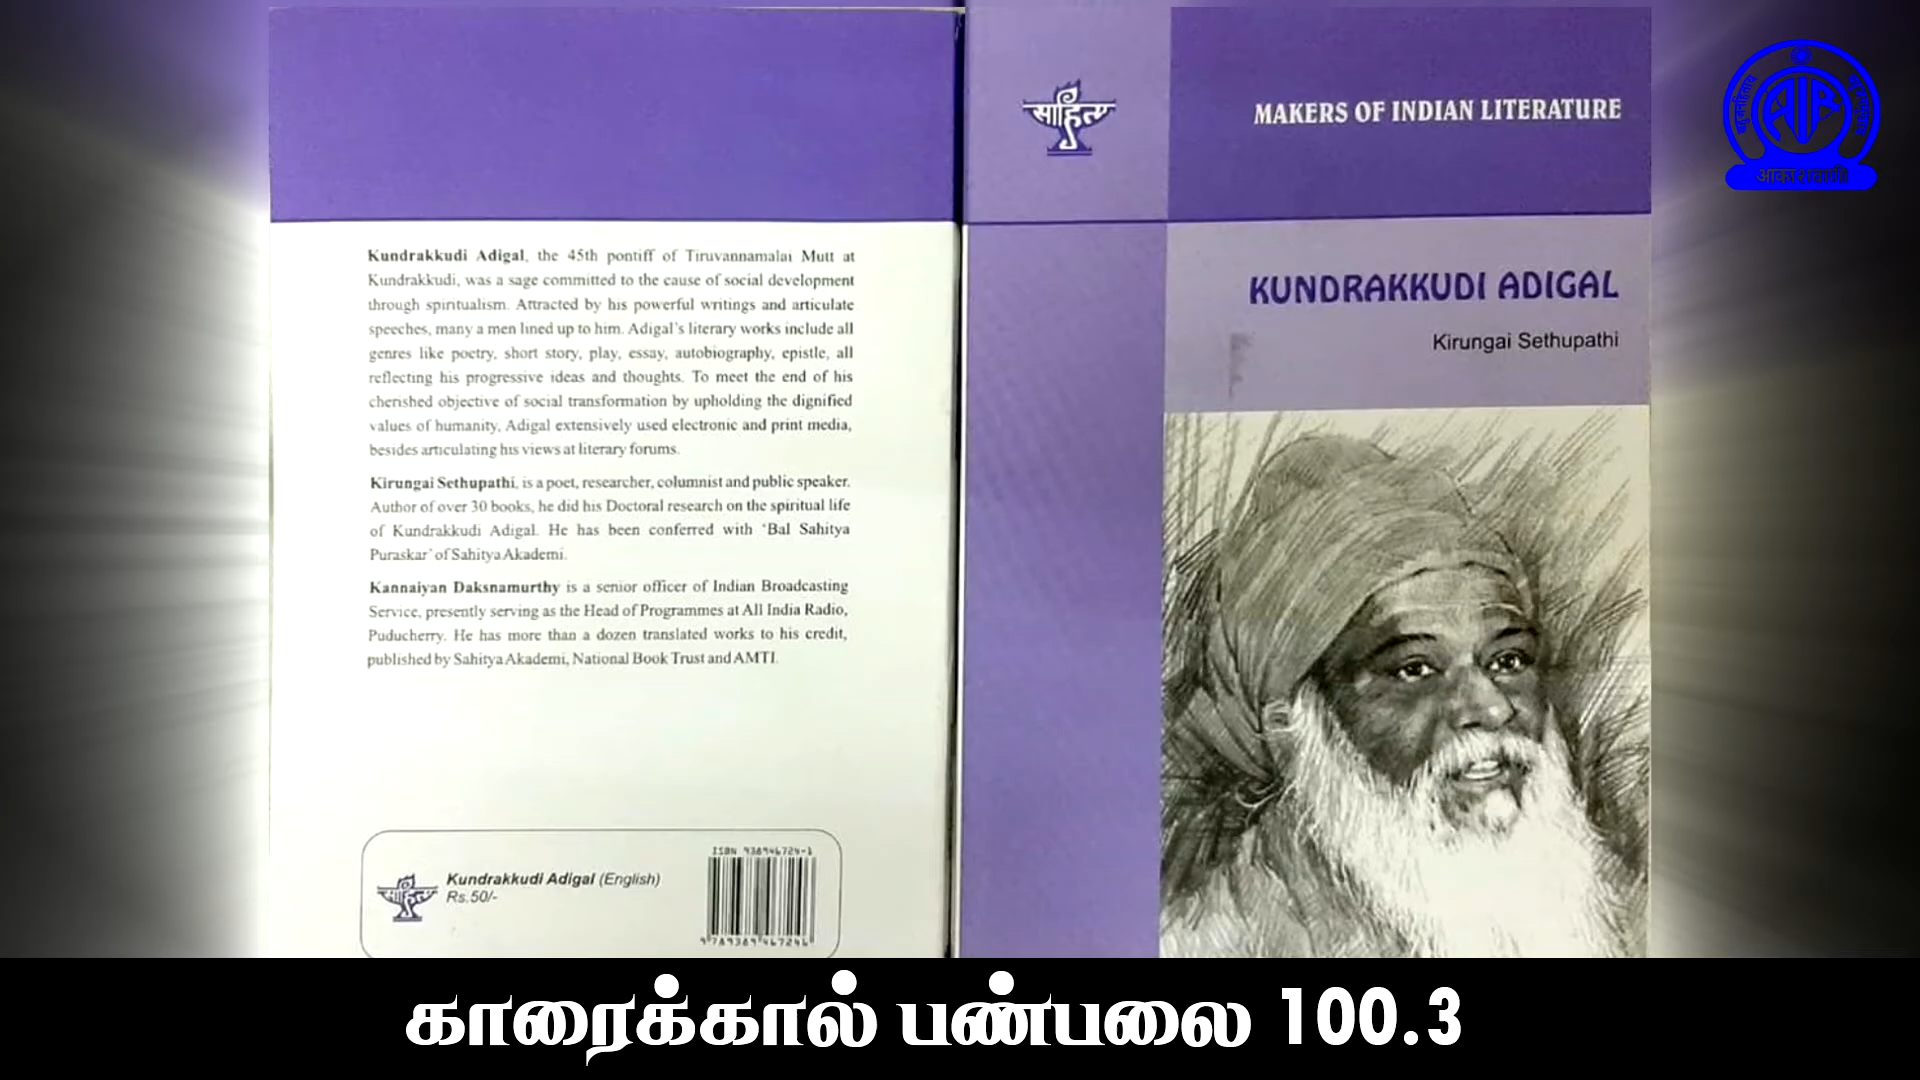 Kundrakkudi Adigal, the 45th pontiff of Tiruvannamalai Mutt at
Kundrakkudi, was a sage committed to the cause of social development
through spiritualism. Attracted by his powerful writings and articulate
speeches, many a men lined up to him. Adigal's literary works include all
genres like poetry, short story, play, essay, autobiography, epistle, all
reflecting his progressive ideas and thoughts. To meet the end of his
cherished objective of social transformation by upholding the dignified
values of humanity, Adigal extensively used electronic and print media,
besides articulating his views at literary forums.
Kirungai Sethupathi, is a poet, researcher, columnist and public speaker.
Author of over 30 books, he did his Doctoral research on the spiritual life
of Kundrakkudi Adigal. He has been conferred with 'Bal Sahitya
Puraskar' of Sahitya Akademi.
Kannaiyan Daksnamurthy is a senior officer of Indian Broadcasting
Service, presently serving as the Head of Programmes at All India Radio,
Puducherry. He has more than a dozen translated works to his credit,
published by Sahitya Akademi, National Book Trust and AMTI.
साहित्य
Kundrakkudi Adigal (English)
Rs.50/-
ISBN 938946724-1
9 789389 467246
साहित्य
MAKERS OF INDIAN LITERATURE
KUNDRAKKUDI ADIGAL
Kirungai Sethupathi
AIR
आकाशवाणी
காரைக்கால் பண்பலை 100.3